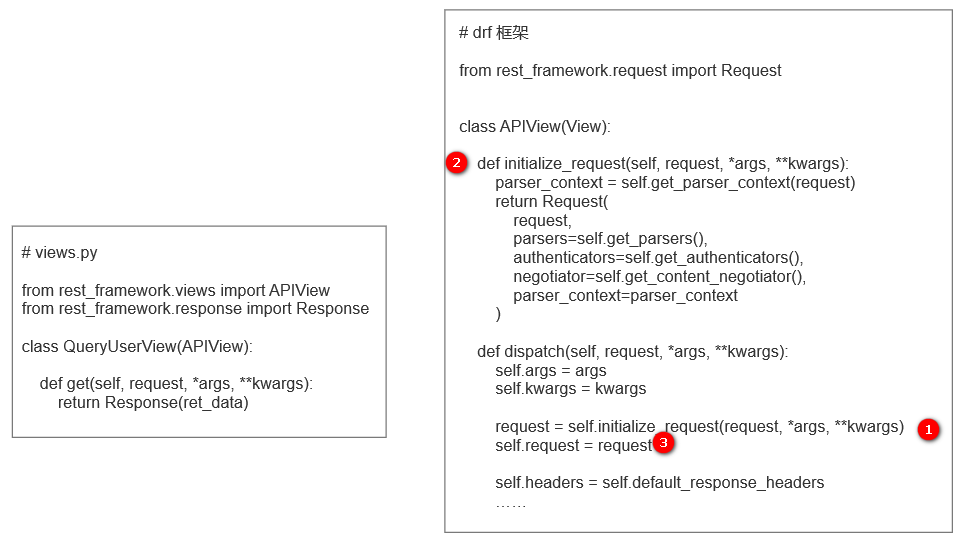 # views.py
from rest_framework.views import APIView
from rest_framework.response import Response
class QueryUserView(APIView):
def get(self, request, *args, **kwargs):
return Response(ret_data)
# drf 框架
from rest_framework.request import Request
class APIView(View):
2 def initialize_request(self, request, *args, **kwargs):
parser_context = self.get_parser_context(request)
return Request(
request,
parsers=self.get_parsers(),
authenticators=self.get_authenticators(),
negotiator=self.get_content_negotiator(),
parser_context=parser_context
)
def dispatch(self, request, *args, **kwargs):
self.args = args
self.kwargs = kwargs
request = self.initialize_request(request, *args, **kwargs) 1
self.request = request 3
self.headers = self.default_response_headers
……